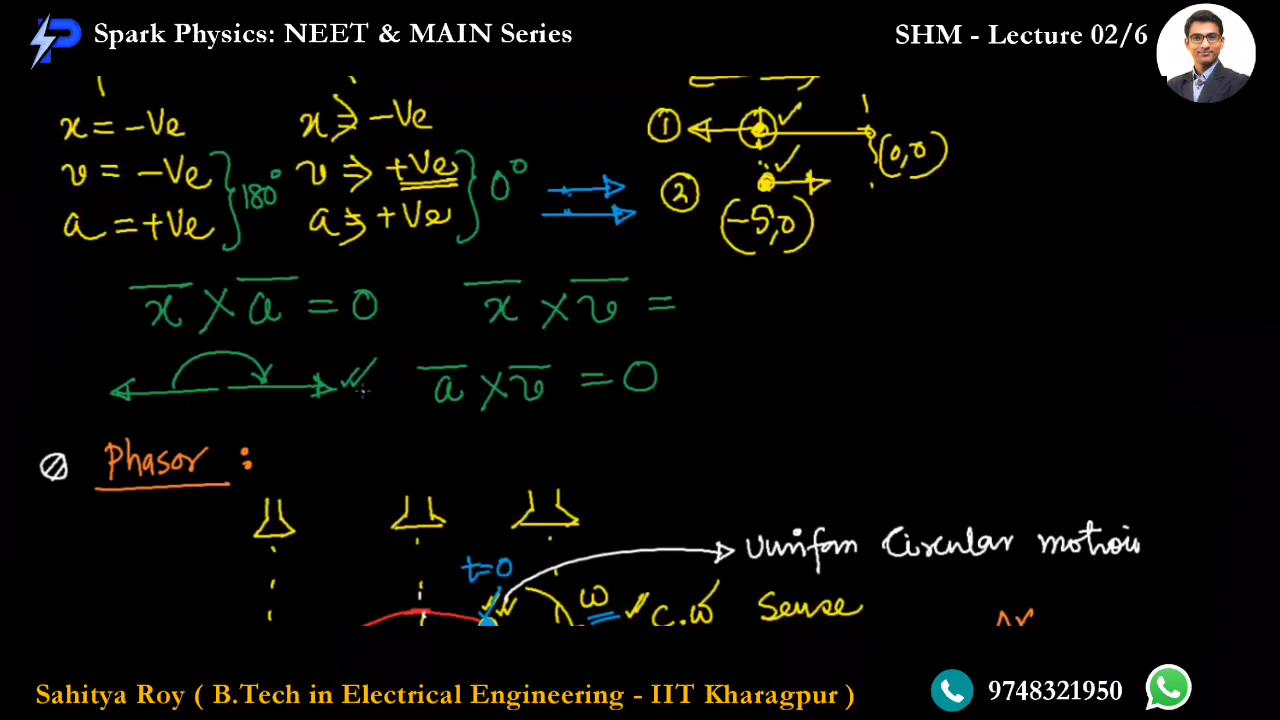 Spark Physics: NEET & MAIN Series
SHM - Lecture 02/6
x = -Ve
v = -Ve
a = +Ve
180°
x ⇒ -Ve
v ⇒ +Ve
a ⇒ +Ve
0°
①
(0,0)
②
(-5,0)
x̅ × a̅ = 0
x̅ × v̅ =
a̅ × v̅ = 0
Phasor :
t=0
Uniform Circular motion
ω
C.W Sense
Sahitya Roy ( B.Tech in Electrical Engineering - IIT Kharagpur )
9748321950